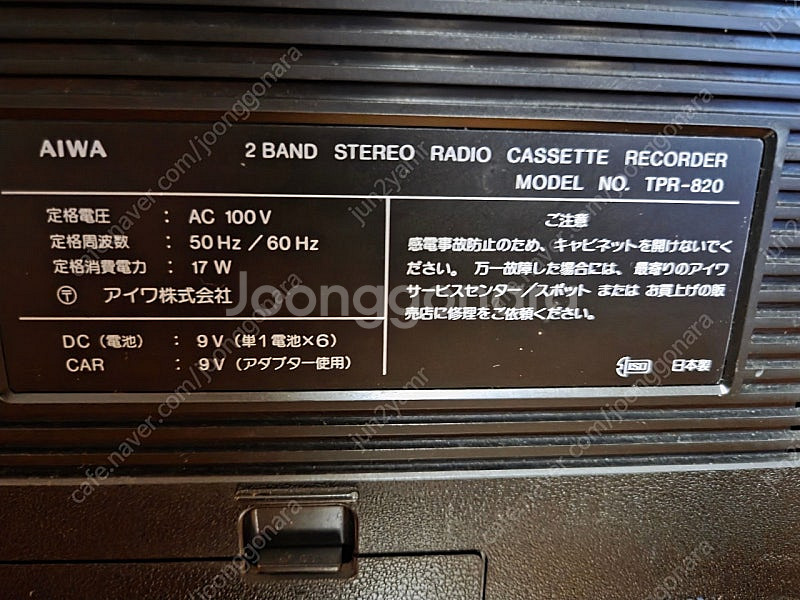 AIWA
2 BAND STEREO RADIO CASSETTE RECORDER
MODEL NO. TPR-820
定格電圧 : AC 100V
定格周波数 : 50Hz / 60Hz
定格消費電力 : 17W
〒 アイワ株式会社
DC (電池) : 9V (単1電池×6)
CAR : 9V (アダプター使用)
ご注意
感電事故防止のため、キャビネットを開けないでく
ださい。 万一故障した場合には、最寄りのアイワ
サービスセンター/スポット または お買上げの販
売店に修理をご依頼ください。
日本製
Joonggonara
cafe.naver.com/joonggonara
jun2yamr